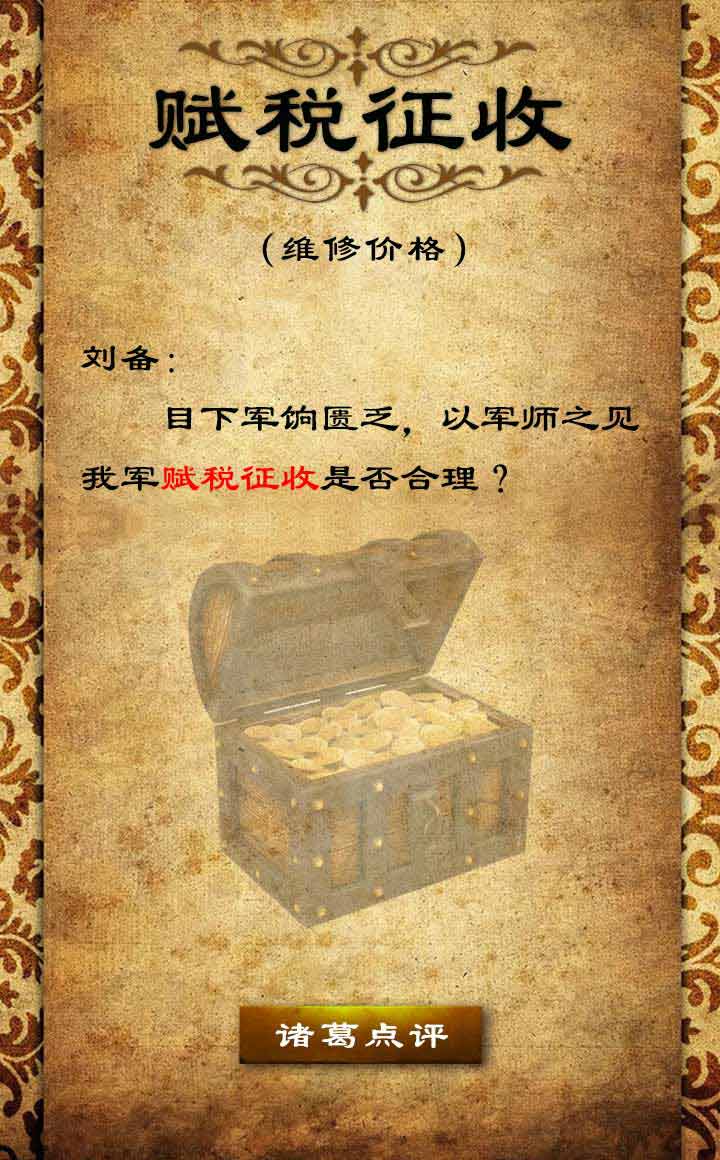 赋税征收
（维修价格）
刘备：
目下军饷匮乏，以军师之见
我军赋税征收是否合理？
诸葛点评